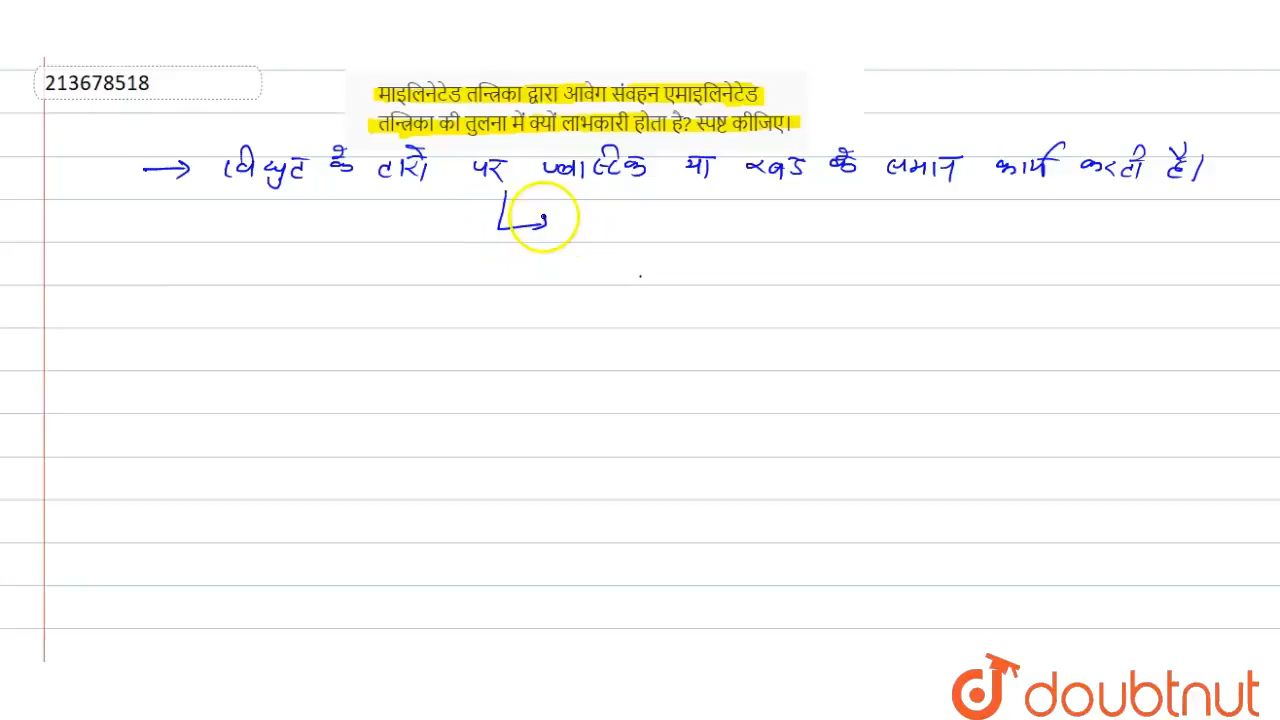 213678518
माइलिनेटेड तन्त्रिका द्वारा आवेग संवहन एमाइलिनेटेड
तन्त्रिका की तुलना में क्यों लाभकारी होता है? स्पष्ट कीजिए।
→ विद्युत के तारों पर प्लास्टिक या रबड के समान कार्य करती है।
doubtnut